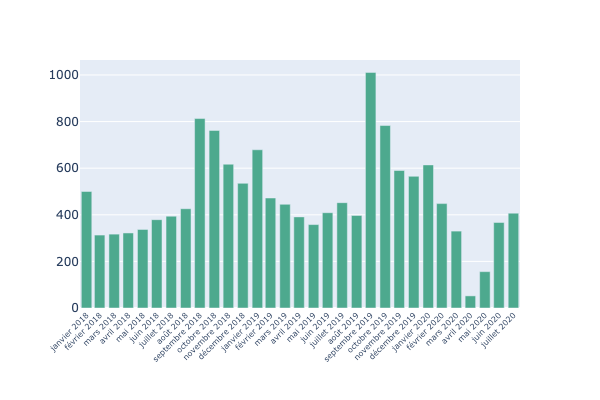 1000
800
600
400
200
0
janvier 2018
février 2018
mars 2018
avril 2018
mai 2018
juin 2018
juillet 2018
août 2018
septembre 2018
octobre 2018
novembre 2018
décembre 2018
janvier 2019
février 2019
mars 2019
avril 2019
mai 2019
juin 2019
juillet 2019
août 2019
septembre 2019
octobre 2019
novembre 2019
décembre 2019
janvier 2020
février 2020
mars 2020
avril 2020
mai 2020
juin 2020
juillet 2020